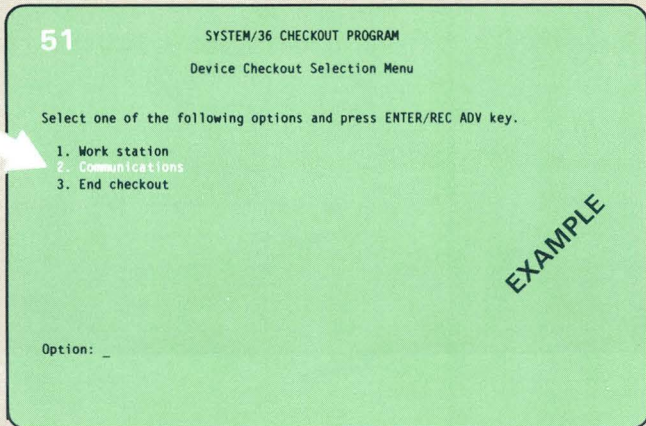 51
SYSTEM/36 CHECKOUT PROGRAM
Device Checkout Selection Menu
Select one of the following options and press ENTER/REC ADV key.
1. Work station
2. Communications
3. End checkout
EXAMPLE
Option: _